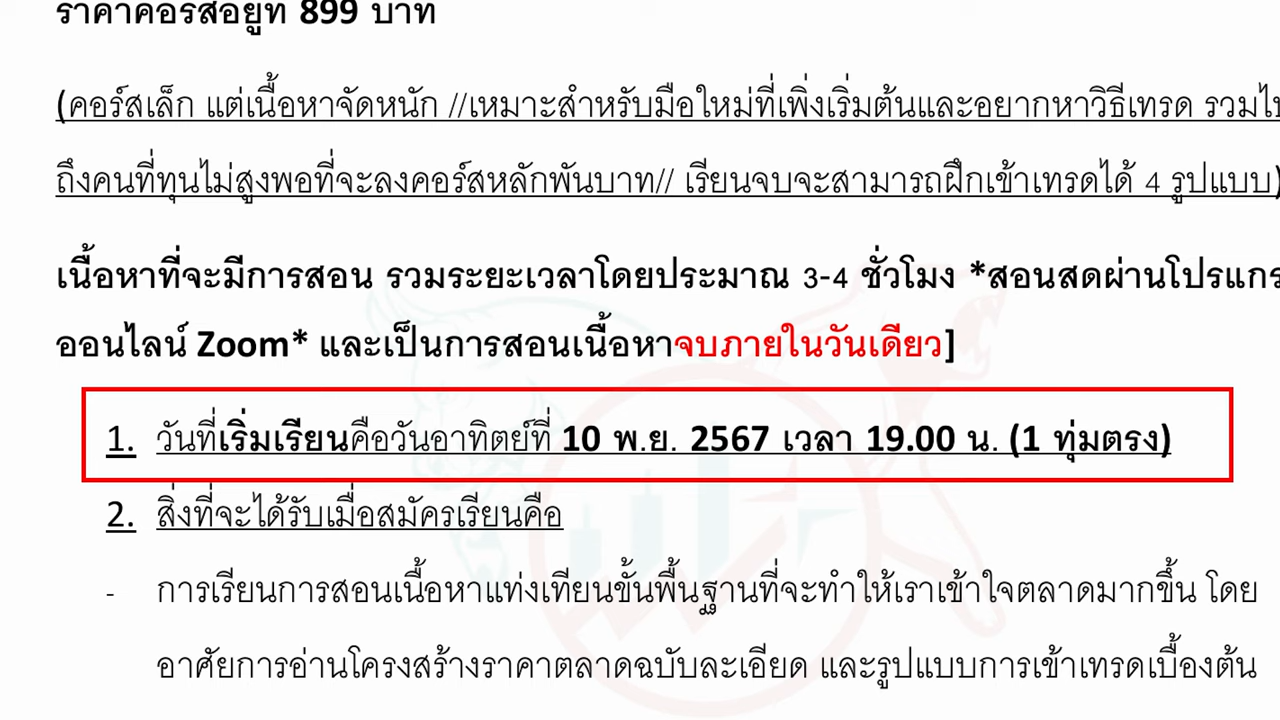 ราคาคอร์สอยู่ที่ 899 บาท
(คอร์สเล็ก แต่เนื้อหาจัดหนัก //เหมาะสำหรับมือใหม่ที่เพิ่งเริ่มต้นและอยากหาวิธีเทรด รวมไป
ถึงคนที่ทุนไม่สูงพอที่จะลงคอร์สหลักพันบาท// เรียนจบจะสามารถฝึกเข้าเทรดได้ 4 รูปแบบ)
เนื้อหาที่จะมีการสอน รวมระยะเวลาโดยประมาณ 3-4 ชั่วโมง *สอนสดผ่านโปรแกร
ออนไลน์ Zoom* และเป็นการสอนเนื้อหาจบภายในวันเดียว]
1. วันที่เริ่มเรียนคือวันอาทิตย์ที่ 10 พ.ย. 2567 เวลา 19.00 น. (1 ทุ่มตรง)
2. สิ่งที่จะได้รับเมื่อสมัครเรียนคือ
- การเรียนการสอนเนื้อหาแท่งเทียนขั้นพื้นฐานที่จะทำให้เราเข้าใจตลาดมากขึ้น โดย
อาศัยการอ่านโครงสร้างราคาตลาดฉบับละเอียด และรูปแบบการเข้าเทรดเบื้องต้น